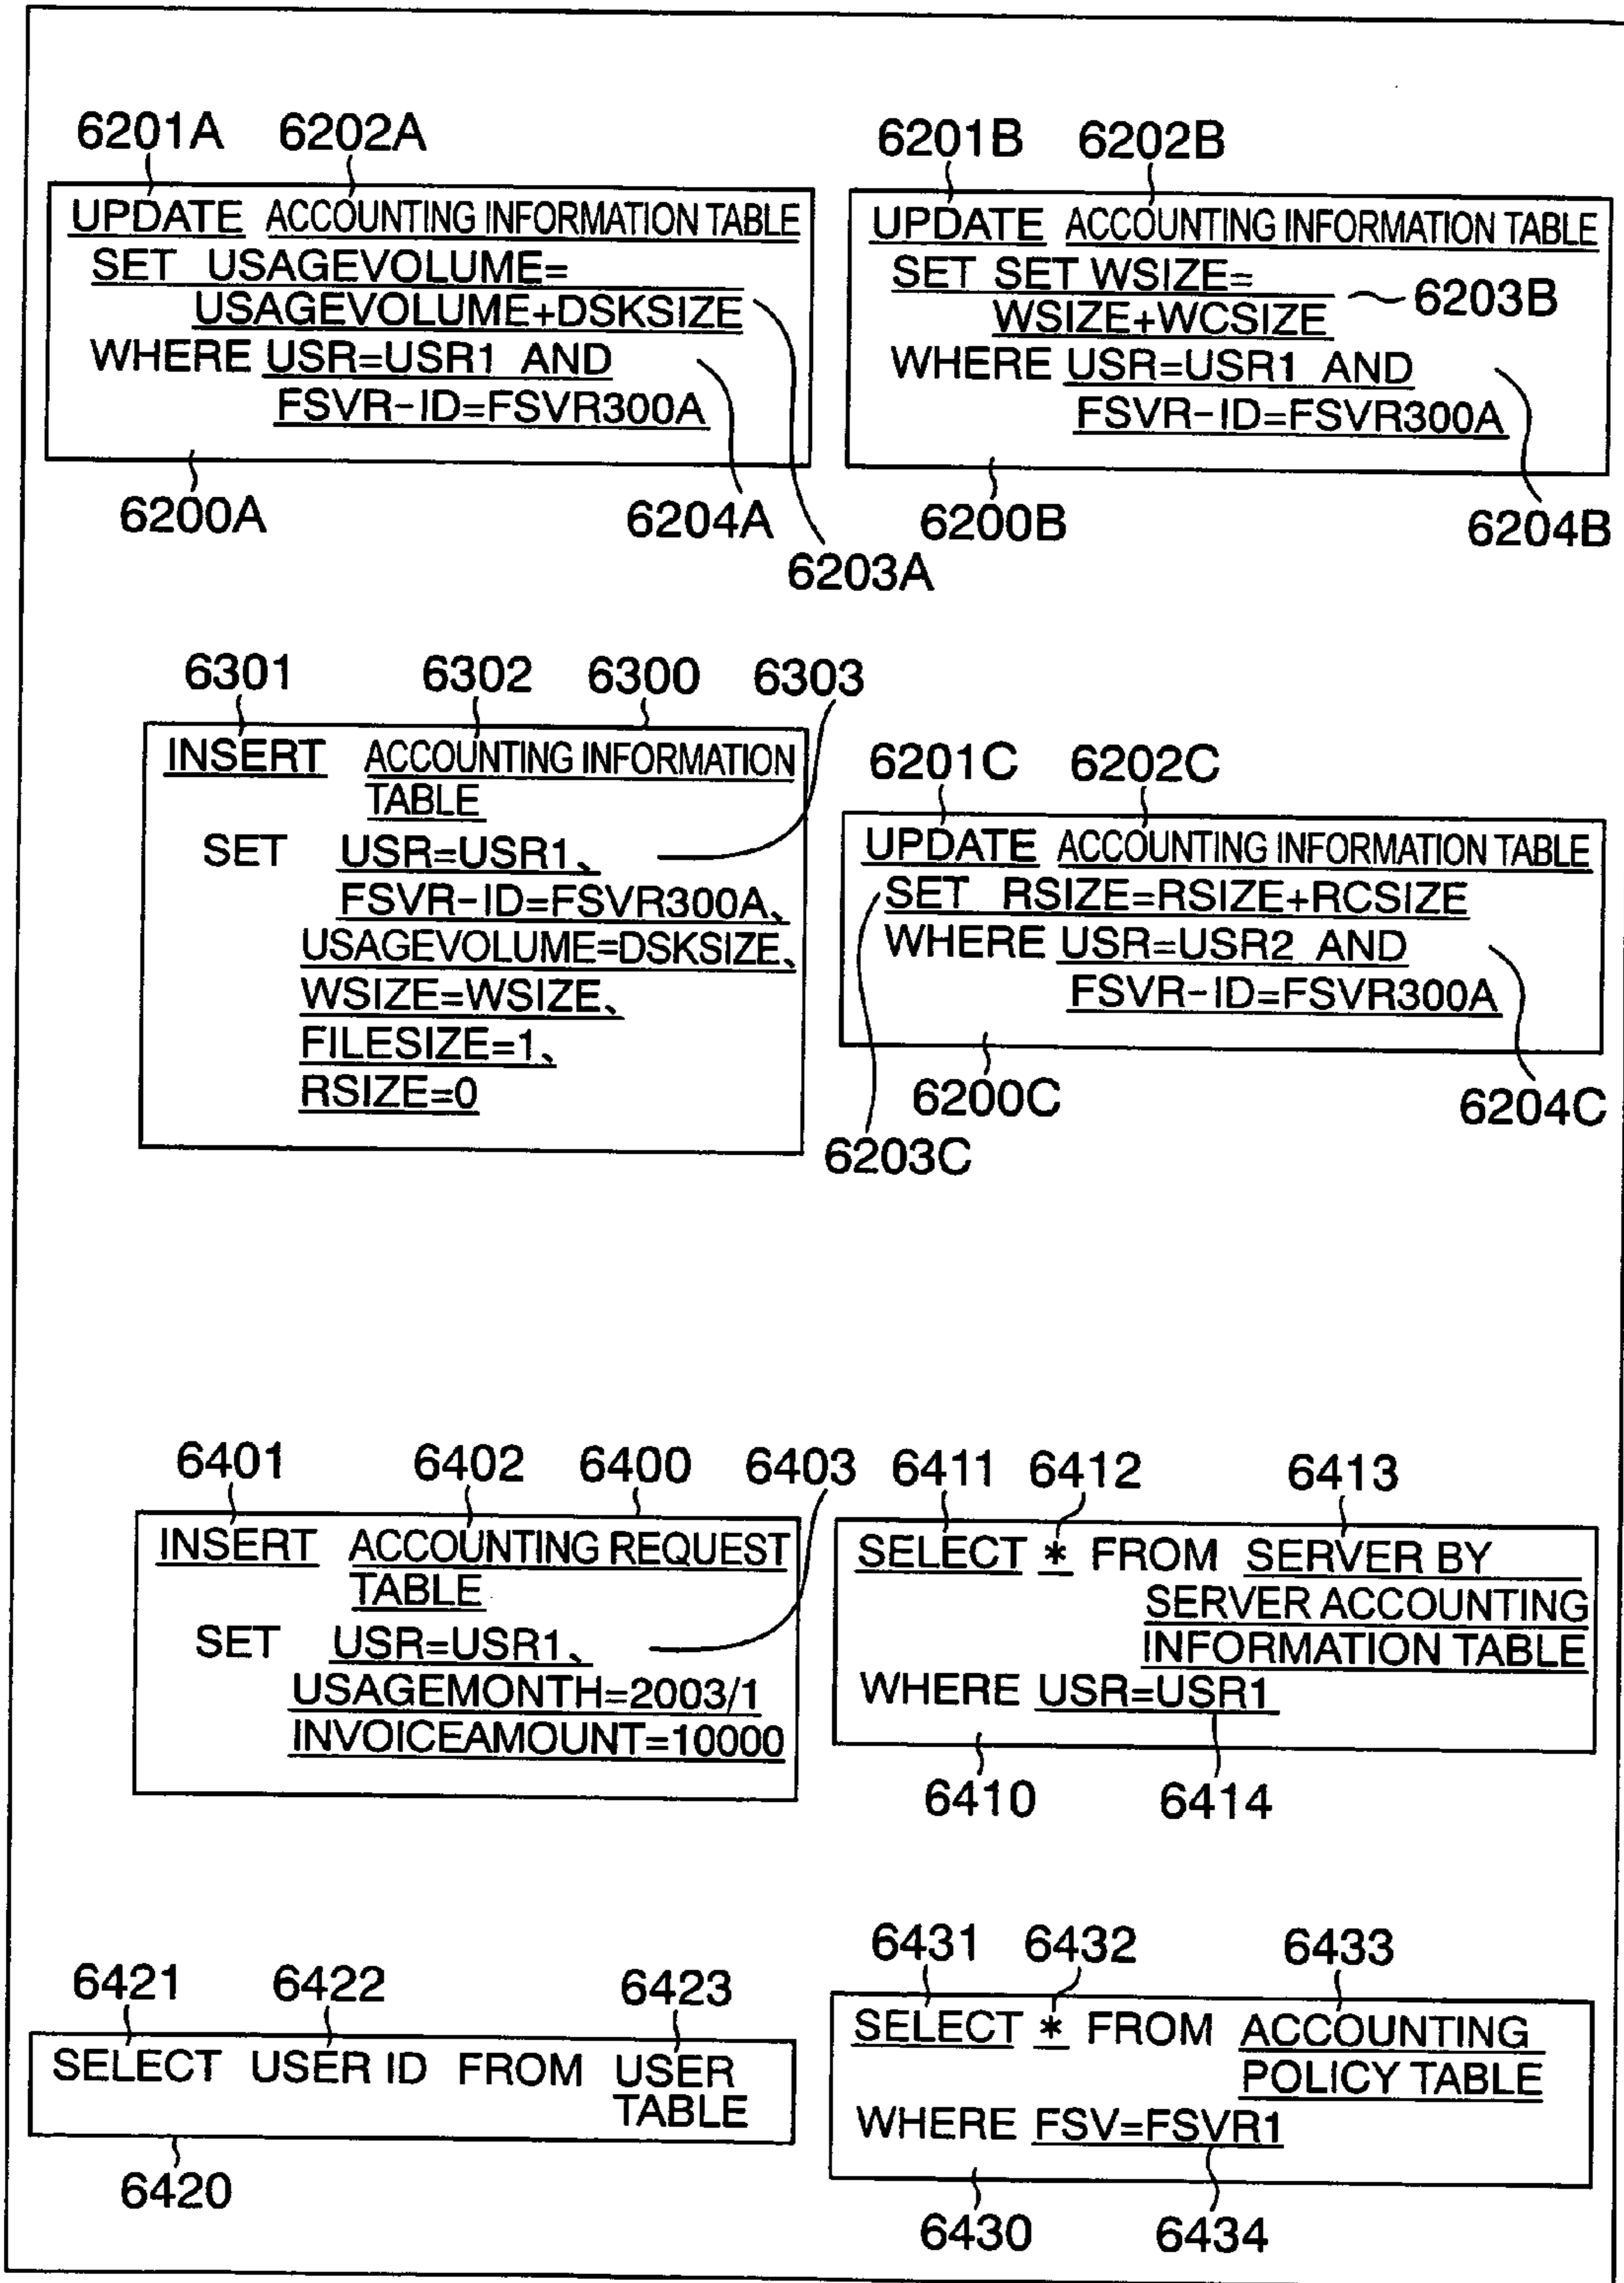 6201A 6202A
UPDATE ACCOUNTING INFORMATION TABLE
SET USAGEVOLUME=
USAGEVOLUME+DSKSIZE
WHERE USR=USR1 AND
FSVR-ID=FSVR300A
6200A 6204A
6203A
6201B 6202B
UPDATE ACCOUNTING INFORMATION TABLE
SET SET WSIZE=
WSIZE+WCSIZE
6203B
WHERE USR=USR1 AND
FSVR-ID=FSVR300A
6200B 6204B
6301 6302 6300 6303
INSERT ACCOUNTING INFORMATION
TABLE
SET USR=USR1、
FSVR-ID=FSVR300A、
USAGEVOLUME=DSKSIZE、
WSIZE=WSIZE、
FILESIZE=1、
RSIZE=0
6201C 6202C
UPDATE ACCOUNTING INFORMATION TABLE
SET RSIZE=RSIZE+RCSIZE
WHERE USR=USR2 AND
FSVR-ID=FSVR300A
6200C 6204C
6203C
6401 6402 6400 6403
INSERT ACCOUNTING REQUEST
TABLE
SET USR=USR1、
USAGEMONTH=2003/1
INVOICEAMOUNT=10000
6411 6412 6413
SELECT * FROM SERVER BY
SERVER ACCOUNTING
INFORMATION TABLE
WHERE USR=USR1
6410 6414
6421 6422 6423
SELECT USER ID FROM USER
TABLE
6420
6431 6432 6433
SELECT * FROM ACCOUNTING
POLICY TABLE
WHERE FSV=FSVR1
6430 6434